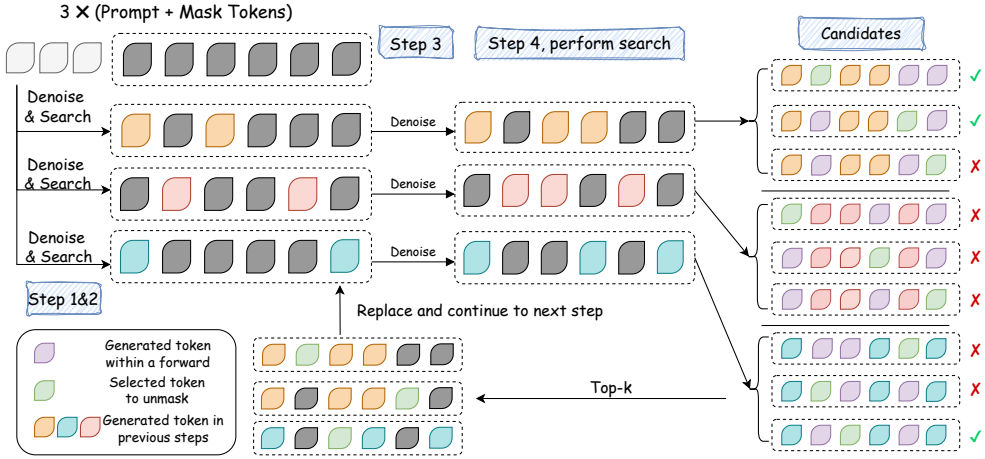 3 × (Prompt + Mask Tokens)
Step 3
Step 4, perform search
Candidates
Denoise
& Search
Denoise
✓
✓
✗
Denoise
& Search
Denoise
✗
✗
✗
Denoise
& Search
Denoise
✗
✗
✓
Step 1&2
Replace and continue to next step
Top-k
Generated token
within a forward
Selected token
to unmask
Generated token in
previous steps